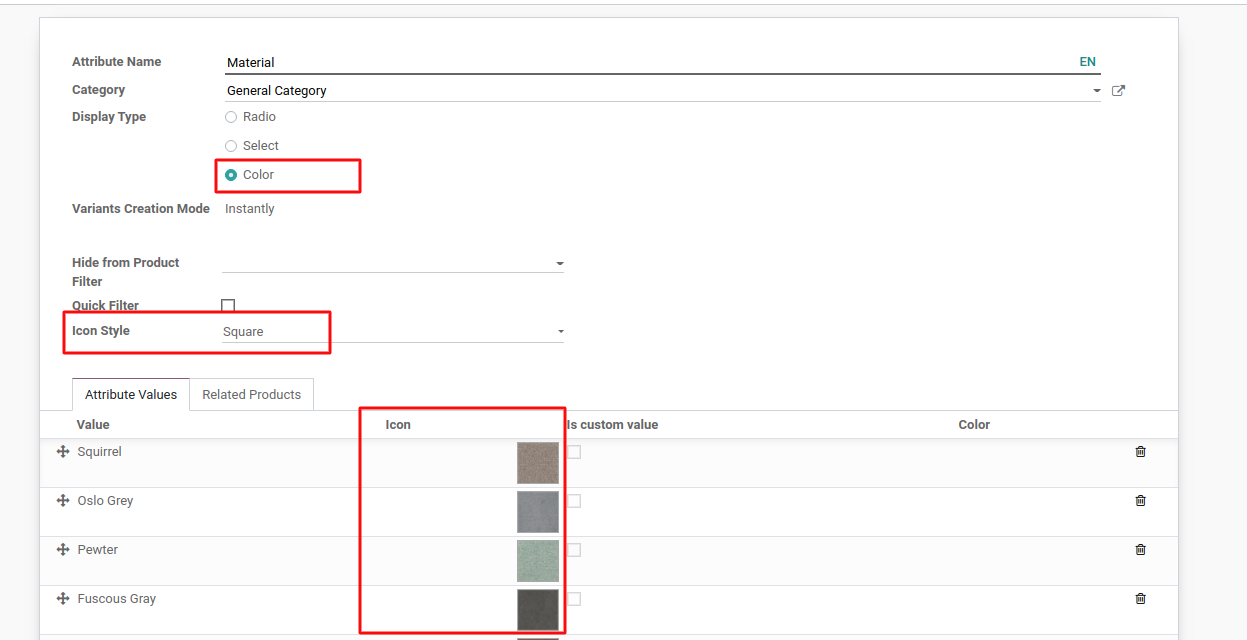 Attribute Name Material EN
Category General Category
Display Type Radio
Select
Color
Variants Creation Mode Instantly
Hide from Product
Filter
Quick Filter
Icon Style Square
Attribute Values Related Products
Value Icon Is custom value Color
Squirrel
Oslo Grey
Pewter
Fuscous Gray